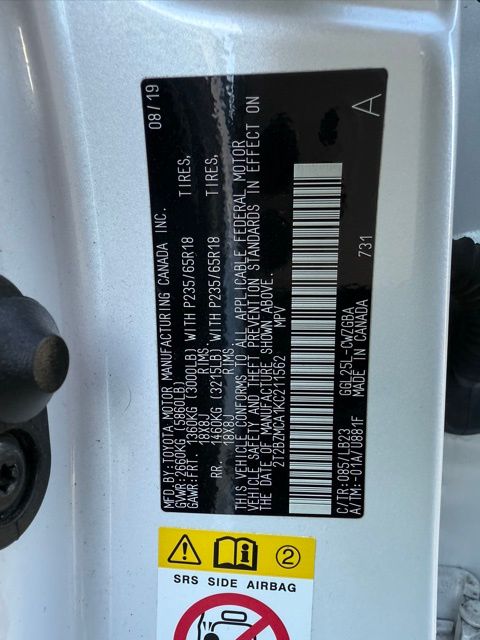 MFD.BY:TOYOTA MOTOR MANUFACTURING CANADA INC. 08/19
GVWR:2660KG(5860LB)
GAWR:FRT. 1360KG(3000LB)WITH P235/65R18 TIRES,
18X8J RIMS.
RR. 1460KG(3215LB)WITH P235/65R18 TIRES,
18X8J RIMS.
THIS VEHICLE CONFORMS TO ALL APPLICABLE FEDERAL MOTOR
VEHICLE SAFETY AND THEFT PREVENTION STANDARDS IN EFFECT ON
THE DATE OF MANUFACTURE SHOWN ABOVE.
2T2BZMCA1KC211562 MPV
C/TR:085/LB23 GGL25L-CWZGBA
A/TM:-01A/U881F MADE IN CANADA 731 A
2
SRS SIDE AIRBAG